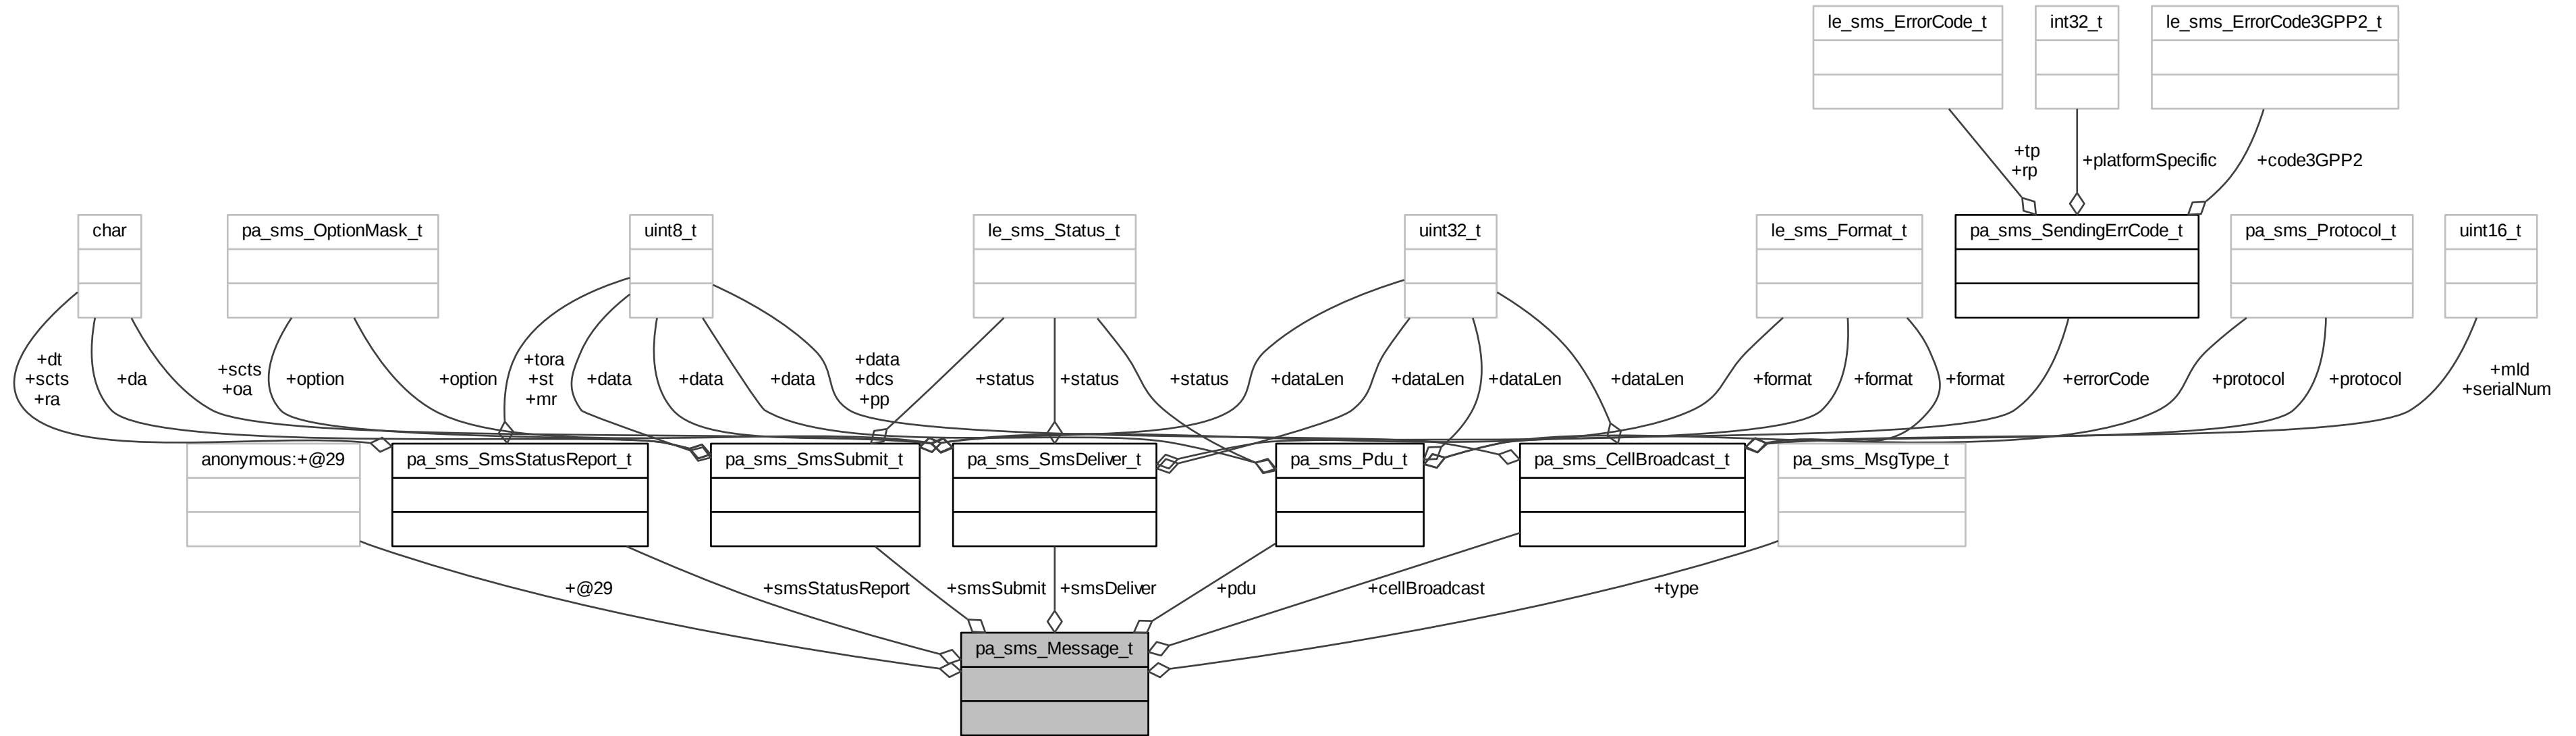 le_sms_ErrorCode_t
int32_t
le_sms_ErrorCode3GPP2_t
+tp
+rp
+platformSpecific
+code3GPP2
char
pa_sms_OptionMask_t
uint8_t
le_sms_Status_t
uint32_t
le_sms_Format_t
pa_sms_SendingErrCode_t
pa_sms_Protocol_t
uint16_t
+dt
+scts
+ra
+da
+scts
+oa
+option
+option
+tora
+st
+mr
+data
+data
+data
+data
+dcs
+pp
+status
+status
+status
+dataLen
+dataLen
+dataLen
+dataLen
+format
+format
+format
+errorCode
+protocol
+protocol
+mId
+serialNum
anonymous:+@29
pa_sms_SmsStatusReport_t
pa_sms_SmsSubmit_t
pa_sms_SmsDeliver_t
pa_sms_Pdu_t
pa_sms_CellBroadcast_t
pa_sms_MsgType_t
+@29
+smsStatusReport
+smsSubmit
+smsDeliver
+pdu
+cellBroadcast
+type
pa_sms_Message_t